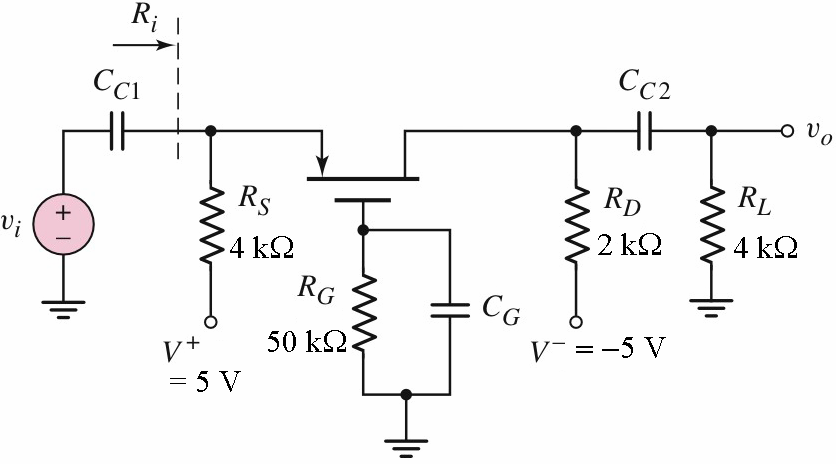 R_i
C_C1
C_C2
v_o
v_i
+
−
R_S
4 kΩ
R_D
2 kΩ
R_L
4 kΩ
R_G
50 kΩ
C_G
V⁺
= 5 V
V⁻ = −5 V